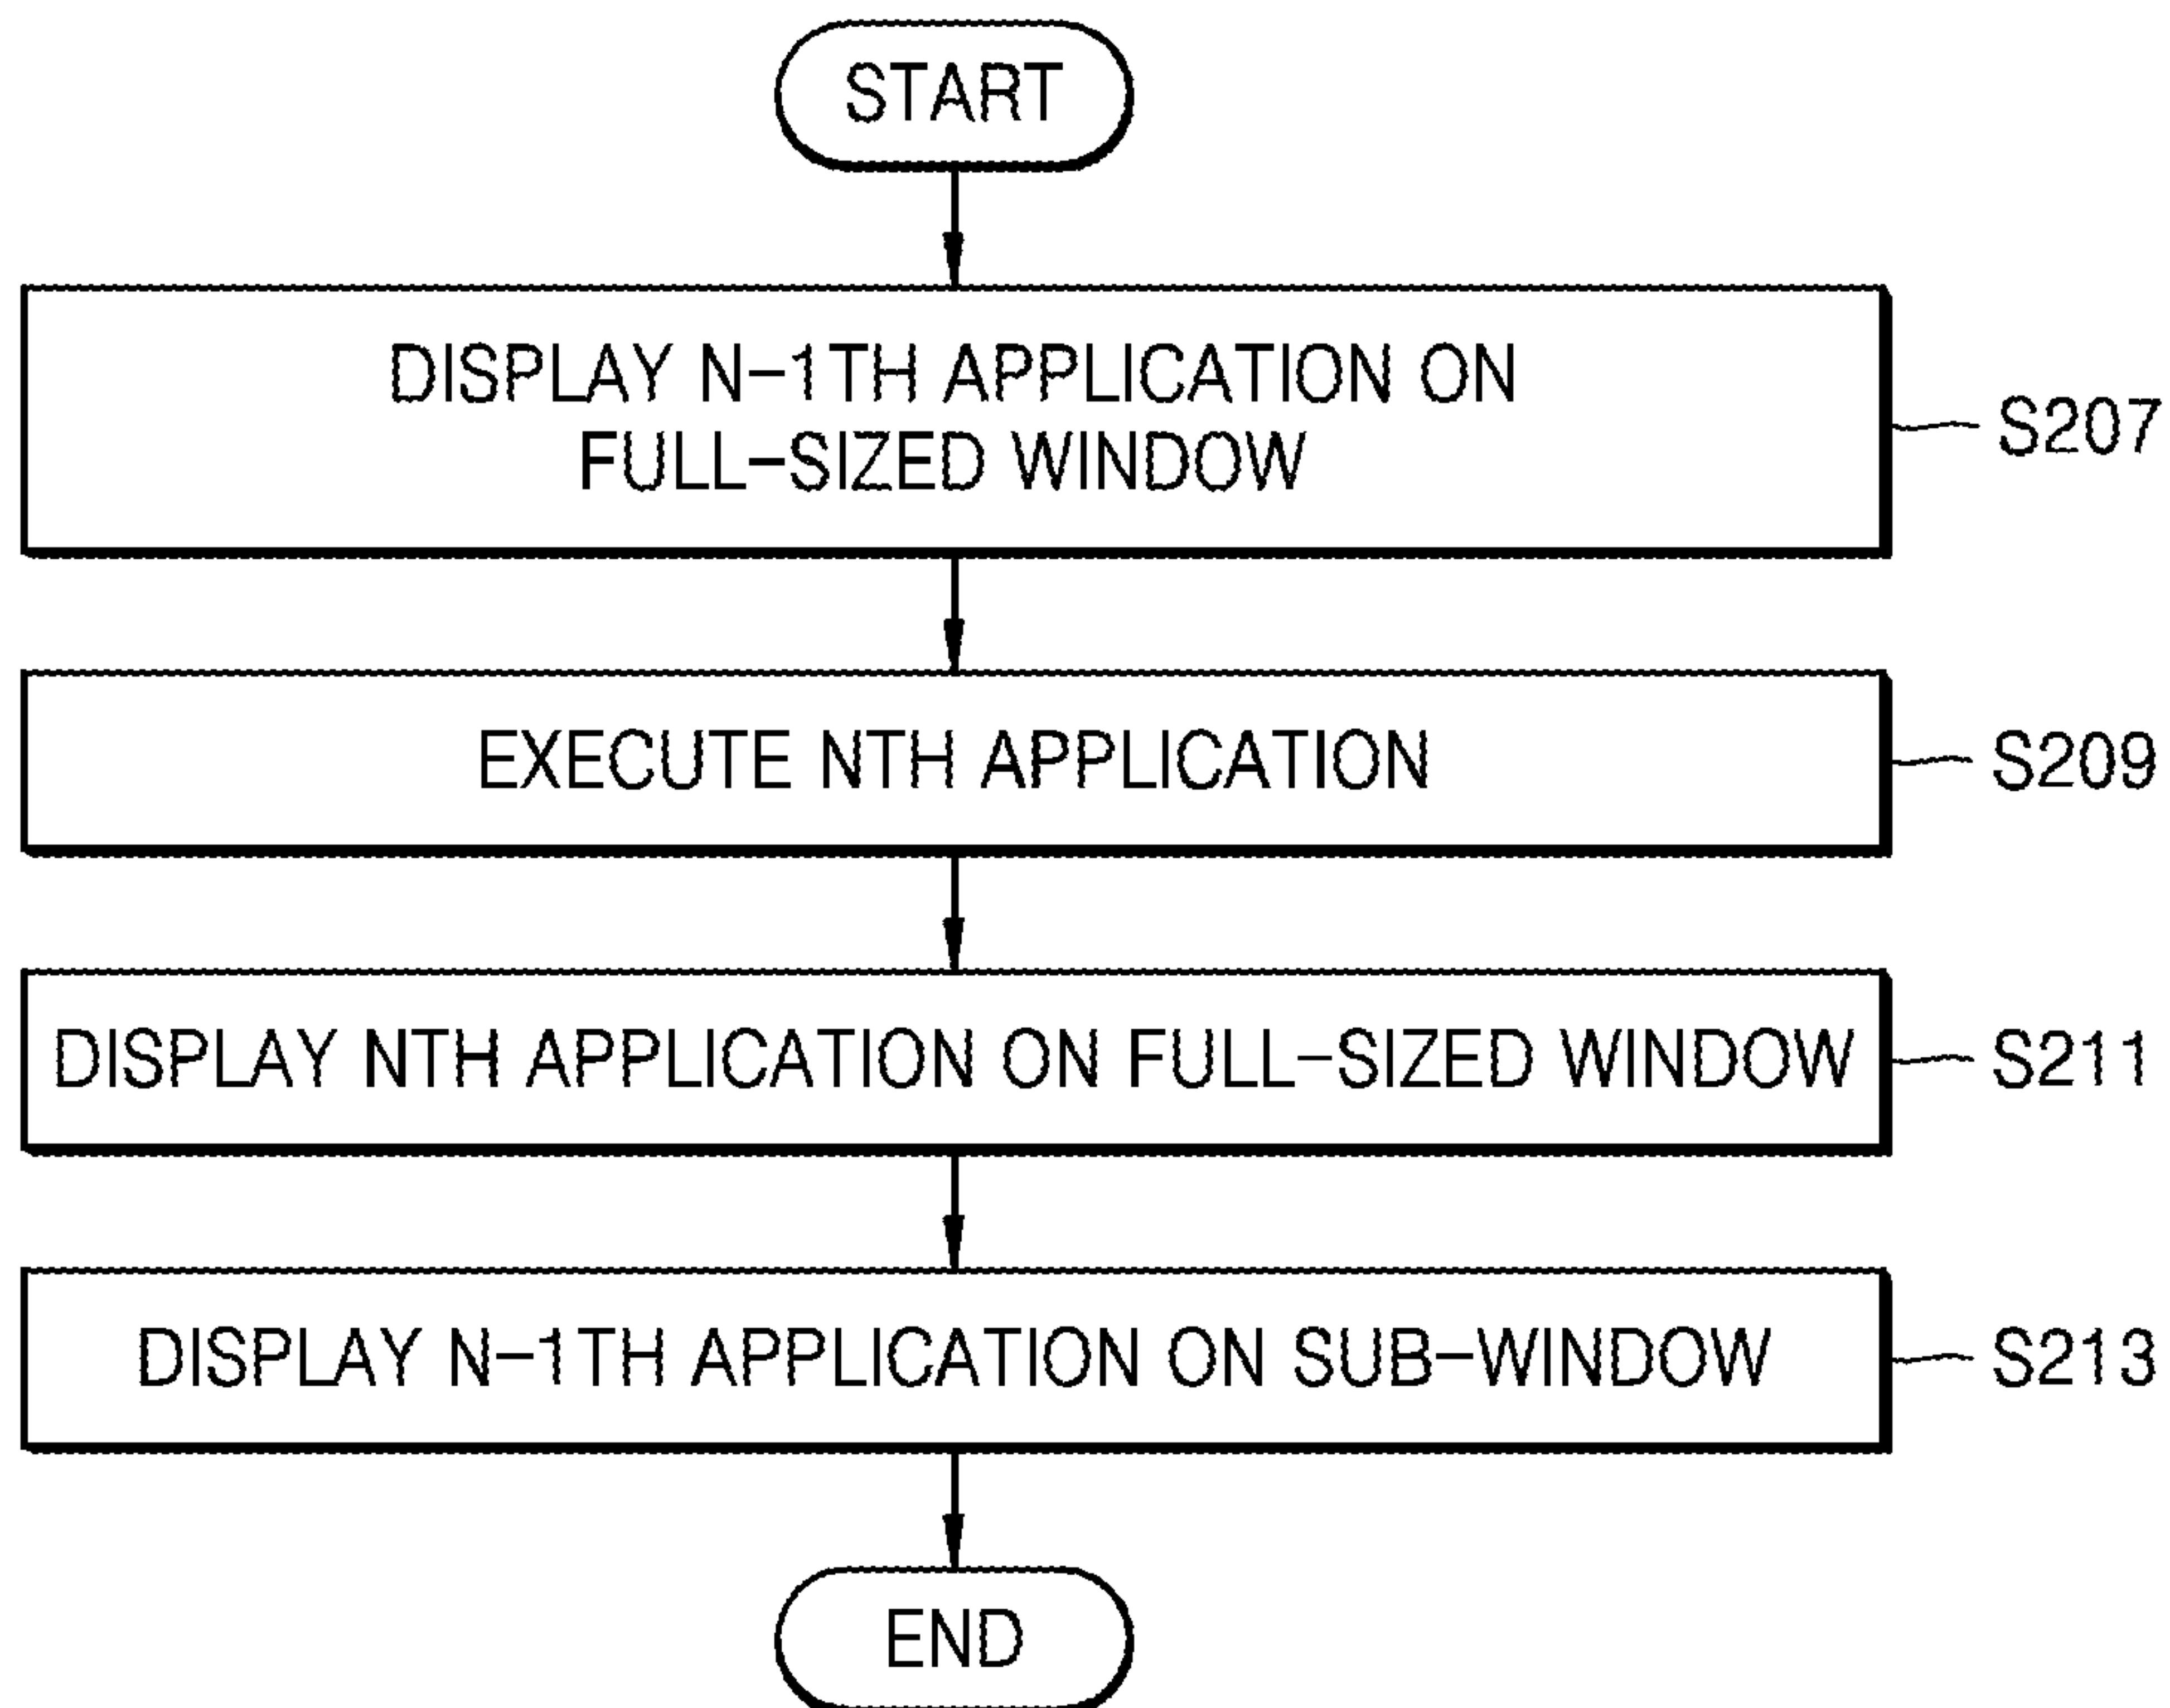 START
DISPLAY N-1TH APPLICATION ON
FULL-SIZED WINDOW
S207
EXECUTE NTH APPLICATION
S209
DISPLAY NTH APPLICATION ON FULL-SIZED WINDOW
S211
DISPLAY N-1TH APPLICATION ON SUB-WINDOW
S213
END